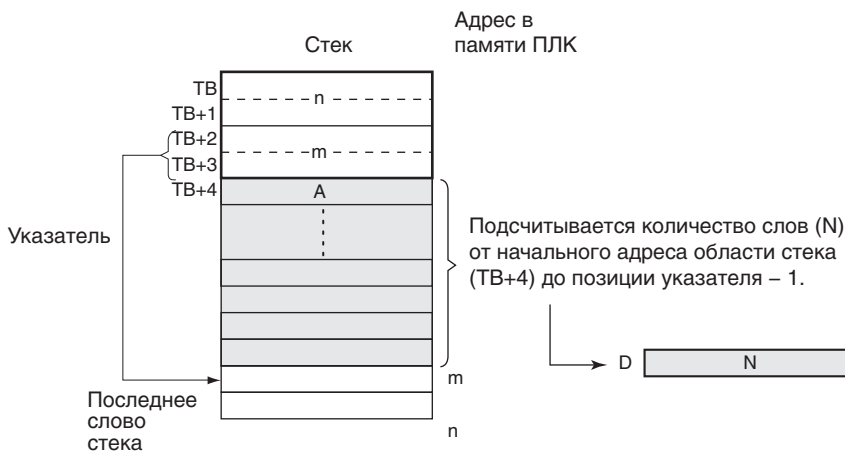 Стек
Адрес в
памяти ПЛК
TB
TB+1
TB+2
TB+3
TB+4
n
m
A
Указатель
Подсчитывается количество слов (N)
от начального адреса области стека
(TB+4) до позиции указателя – 1.
D
N
m
Последнее
слово
стека
n